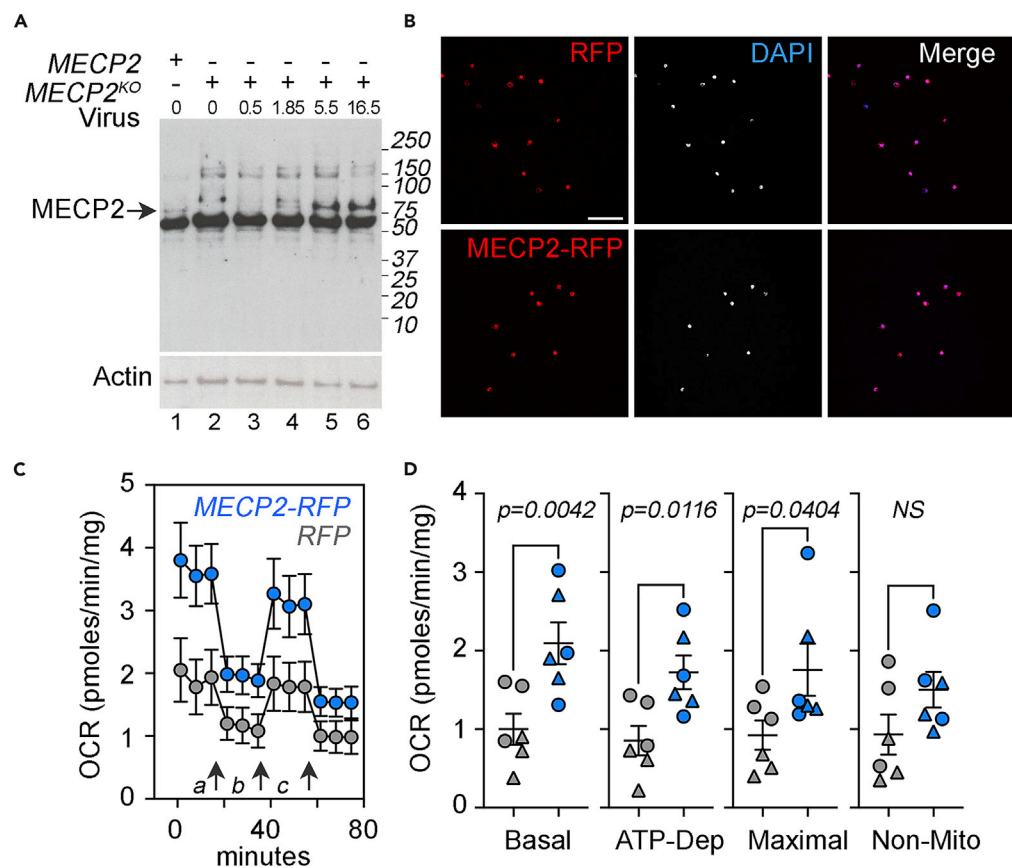 A
MECP2 + - - - - -
MECP2KO - + + + + +
Virus 0 0 0.5 1.85 5.5 16.5
250
150
100
MECP2
75
50
37
25
20
15
10
Actin
1 2 3 4 5 6
B
RFP DAPI Merge
MECP2-RFP
C
MECP2-RFP
RFP
OCR (pmoles/min/mg)
5
4
3
2
1
0
a b c
0 40 80
minutes
D
OCR (pmoles/min/mg)
4
3
2
1
0
p=0.0042 p=0.0116 p=0.0404 NS
Basal ATP-Dep Maximal Non-Mito